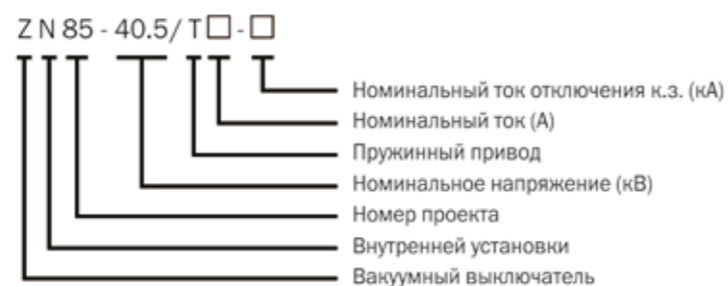 ZN85-40.5/T□-□
Номинальный ток отключения к.з. (кА)
Номинальный ток (А)
Пружинный привод
Номинальное напряжение (кВ)
Номер проекта
Внутренней установки
Вакуумный выключатель